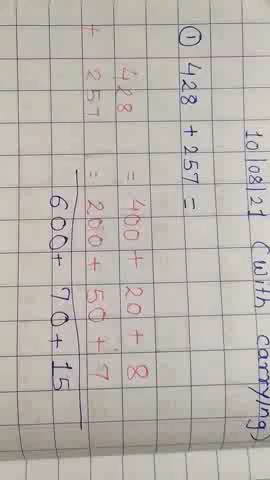 10/08/21 (with carrying)
① 428 + 257 =
428 = 400 + 20 + 8
+ 257 = 200 + 50 + 7
600 + 70 + 15